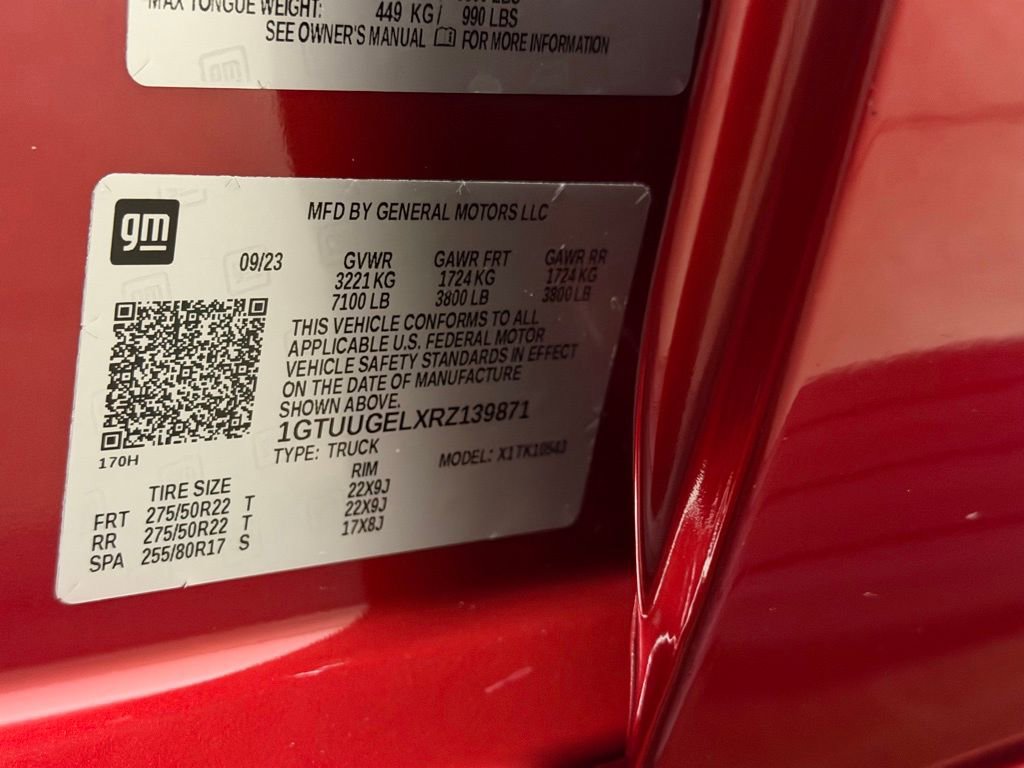 *MAX TONGUE WEIGHT: 449 KG/ 990 LBS
SEE OWNER'S MANUAL FOR MORE INFORMATION
gm
gm
MFD BY GENERAL MOTORS LLC
09/23 GVWR GAWR FRT GAWR RR
3221 KG 1724 KG 1724 KG
7100 LB 3800 LB 3800 LB
THIS VEHICLE CONFORMS TO ALL
APPLICABLE U.S. FEDERAL MOTOR
VEHICLE SAFETY STANDARDS IN EFFECT
ON THE DATE OF MANUFACTURE
SHOWN ABOVE.
1GTUUGELXRZ139871
170H
TYPE: TRUCK MODEL: X1TK10543
TIRE SIZE RIM
FRT 275/50R22 T 22X9J
RR 275/50R22 T 22X9J
SPA 255/80R17 S 17X8J